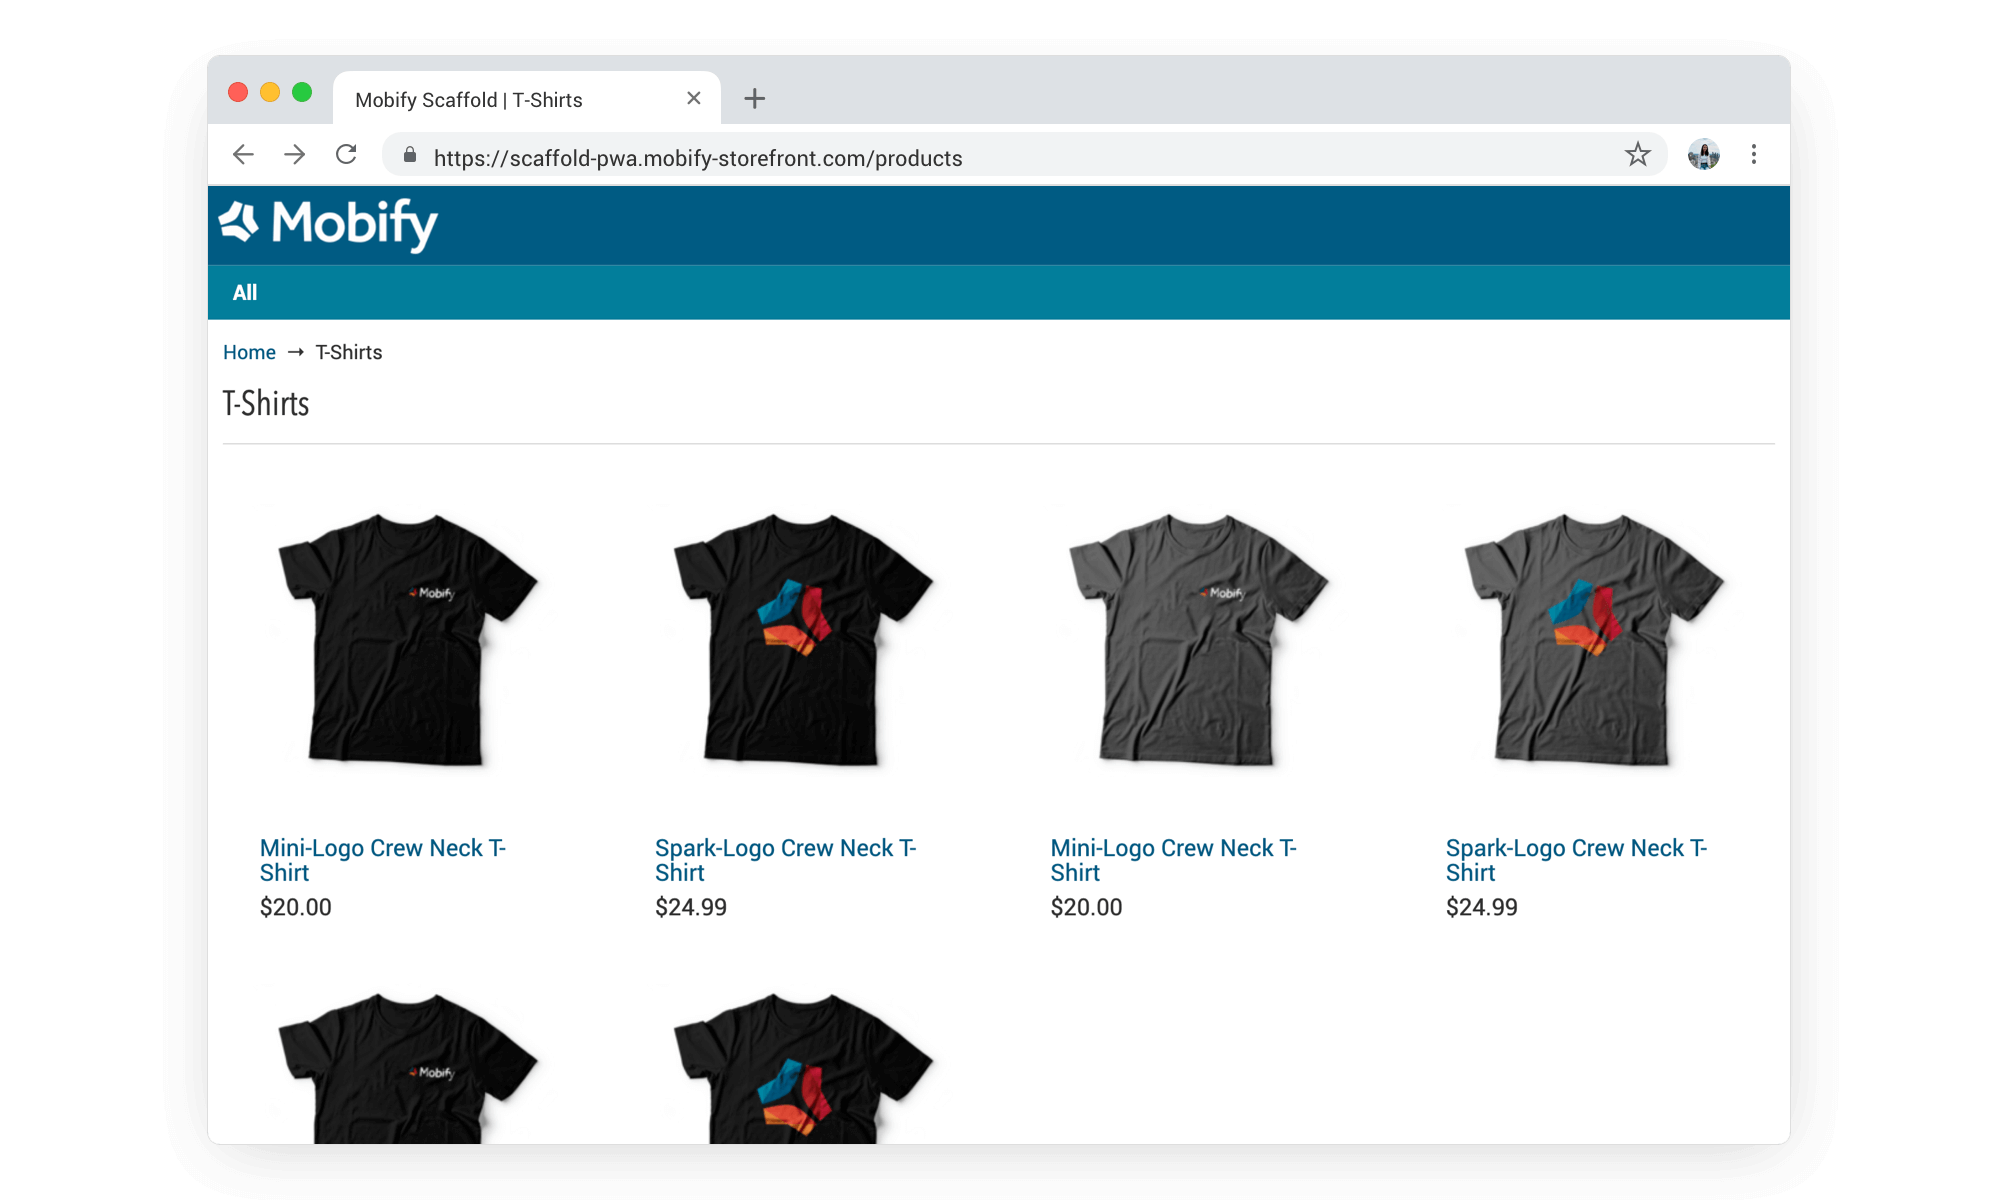 Mobify Scaffold | T-Shirts
https://scaffold-pwa.mobify-storefront.com/products
Mobify
All
Home → T-Shirts
T-Shirts
Mobify
Mobify
Mini-Logo Crew Neck T-
Shirt
$20.00
Spark-Logo Crew Neck T-
Shirt
$24.99
Mini-Logo Crew Neck T-
Shirt
$20.00
Spark-Logo Crew Neck T-
Shirt
$24.99
Mobify